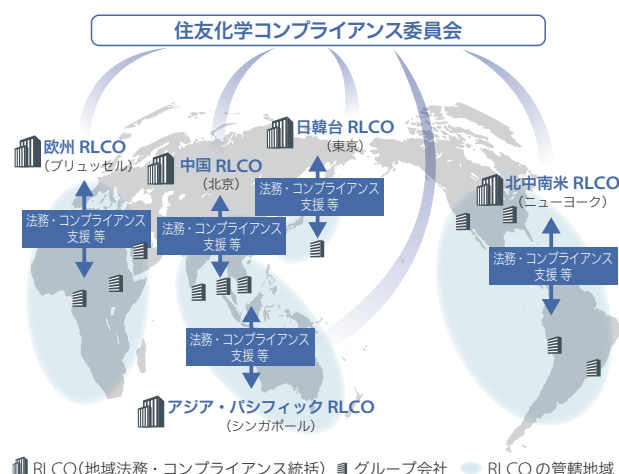 住友化学コンプライアンス委員会
日韓台 RLCO
（東京）
欧州 RLCO
（ブリュッセル）
中国 RLCO
（北京）
北中南米 RLCO
（ニューヨーク）
法務・コンプライアンス
支援 等
法務・コンプライアンス
支援 等
法務・コンプライアンス
支援 等
法務・コンプライアンス
支援 等
法務・コンプライアンス
支援 等
アジア・パシフィック RLCO
（シンガポール）
RLCO（地域法務・コンプライアンス統括）
グループ会社
RLCOの管轄地域